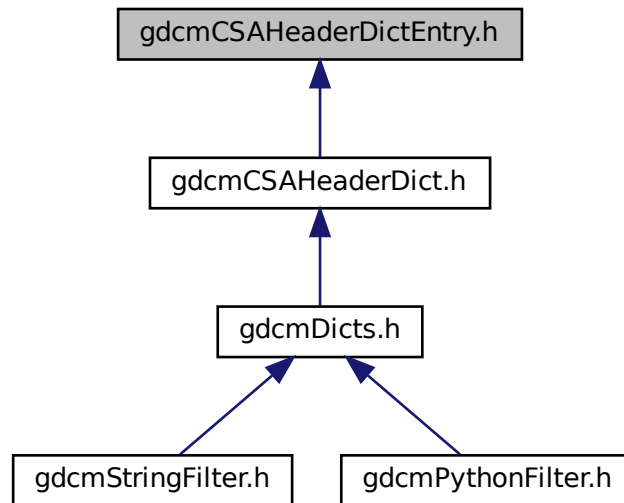 gdcmCSAHeaderDictEntry.h
gdcmCSAHeaderDict.h
gdcmDicts.h
gdcmStringFilter.h
gdcmPythonFilter.h